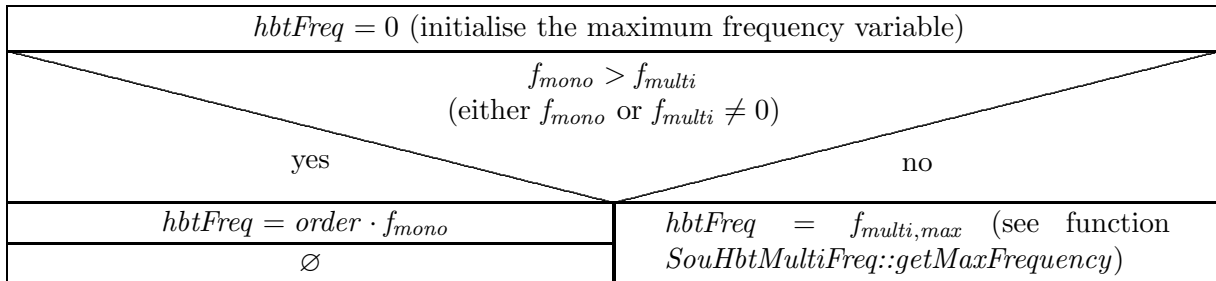 hbtFreq = 0 (initialise the maximum frequency variable)
f_mono > f_multi
(either f_mono or f_multi ≠ 0)
yes
no
hbtFreq = order · f_mono
∅
hbtFreq = f_multi,max (see function
SouHbtMultiFreq::getMaxFrequency)